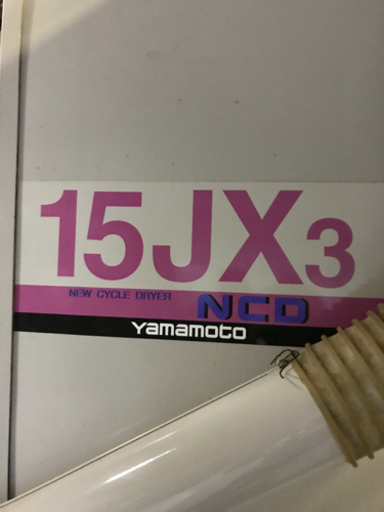 15JX3
NEW CYCLE DRYER NCD
Yamamoto